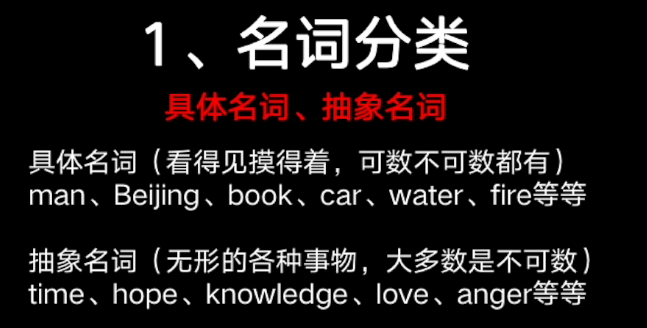 1、名词分类
具体名词、抽象名词
具体名词（看得见摸得着，可数不可数都有）
man、Beijing、book、car、water、fire等等
抽象名词（无形的各种事物，大多数是不可数）
time、hope、knowledge、love、anger等等